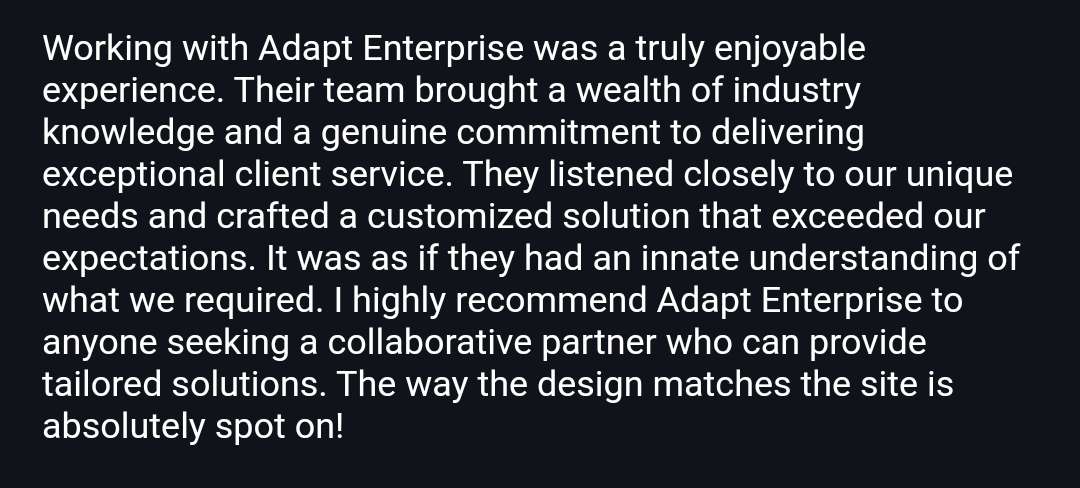 Working with Adapt Enterprise was a truly enjoyable
experience. Their team brought a wealth of industry
knowledge and a genuine commitment to delivering
exceptional client service. They listened closely to our unique
needs and crafted a customized solution that exceeded our
expectations. It was as if they had an innate understanding of
what we required. I highly recommend Adapt Enterprise to
anyone seeking a collaborative partner who can provide
tailored solutions. The way the design matches the site is
absolutely spot on!